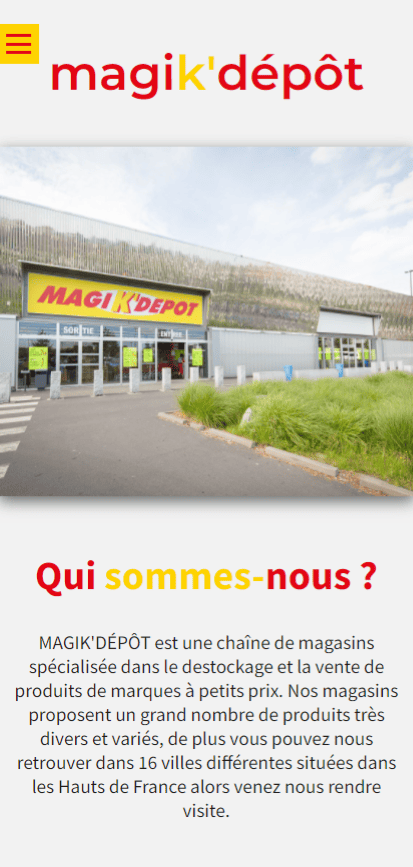 magik'dépôt
MAGIK'DEPOT
SORTIE
ENTREE
Qui sommes-nous ?
MAGIK'DÉPÔT est une chaîne de magasins
spécialisée dans le destockage et la vente de
produits de marques à petits prix. Nos magasins
proposent un grand nombre de produits très
divers et variés, de plus vous pouvez nous
retrouver dans 16 villes différentes situées dans
les Hauts de France alors venez nous rendre
visite.